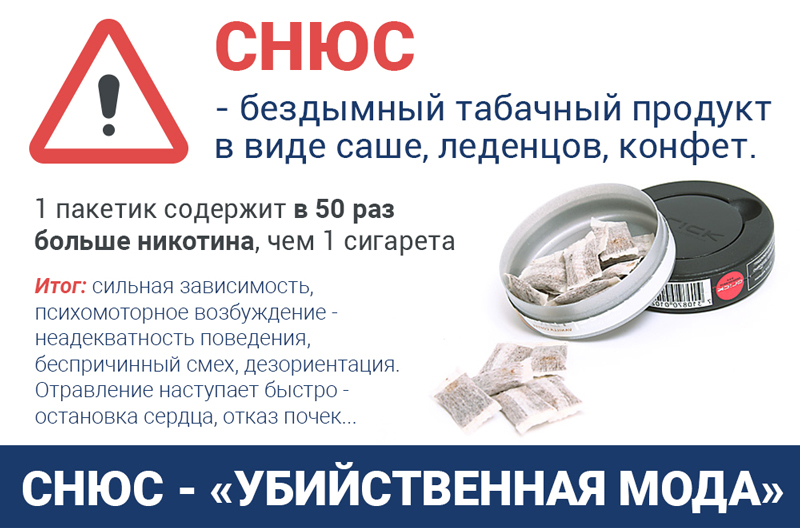 СНЮС
- бездымный табачный продукт
в виде саше, леденцов, конфет.
1 пакетик содержит в 50 раз
больше никотина, чем 1 сигарета
Итог: сильная зависимость,
психомоторное возбуждение -
неадекватность поведения,
беспричинный смех, дезориентация.
Отравление наступает быстро -
остановка сердца, отказ почек...
СНЮС - «УБИЙСТВЕННАЯ МОДА»